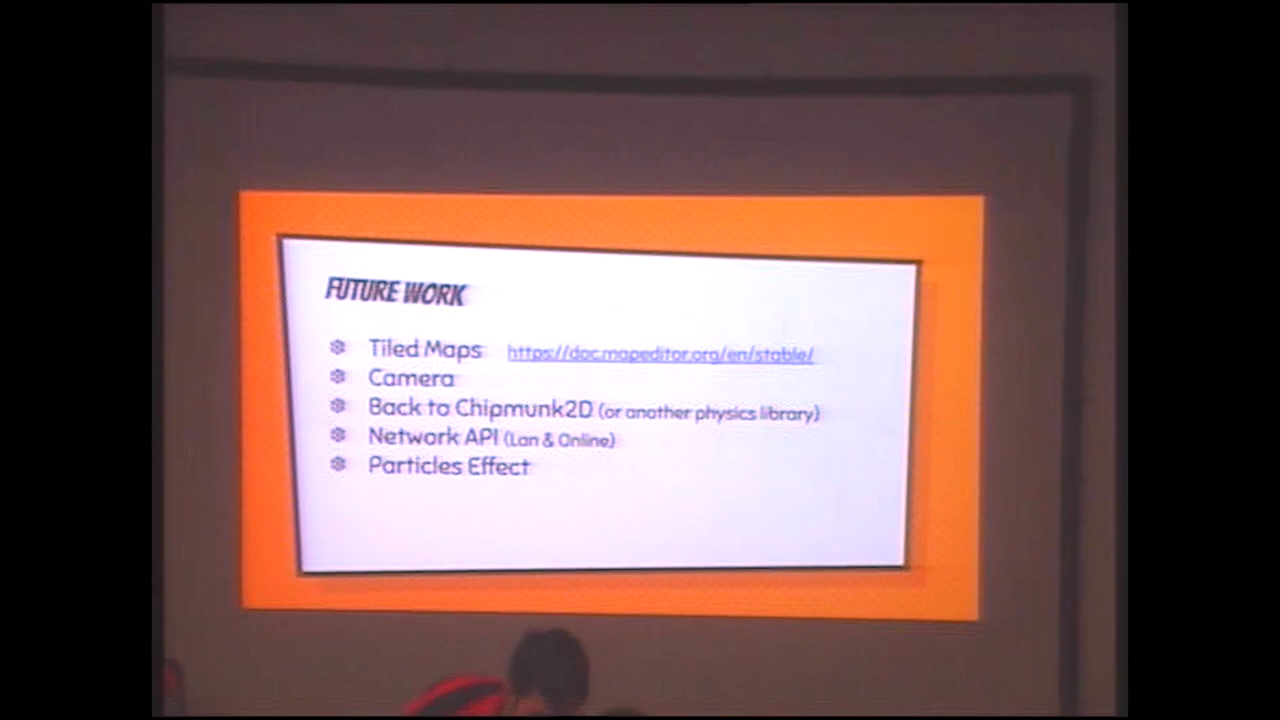 FUTURE WORK
Tiled Maps https://doc.mapeditor.org/en/stable/
Camera
Back to Chipmunk2D (or another physics library)
Network API (Lan & Online)
Particles Effect